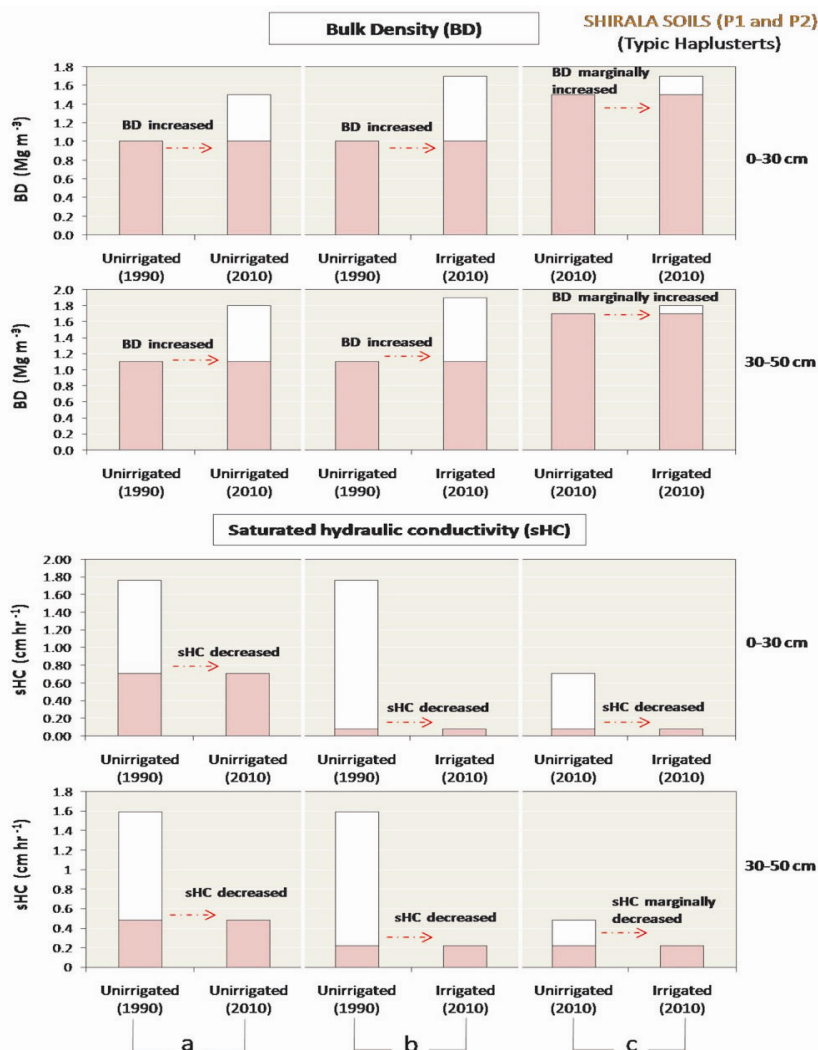 Bulk Density (BD)
SHIRALA SOILS (P1 and P2)
(Typic Haplusterts)
BD (Mg m⁻³)
1.8
1.6
1.4
1.2
1.0
0.8
0.6
0.4
0.2
0.0
BD increased
BD increased
BD marginally
increased
0-30 cm
Unirrigated Unirrigated Unirrigated Irrigated Unirrigated Irrigated
(1990) (2010) (1990) (2010) (2010) (2010)
BD (Mg m⁻³)
2.0
1.8
1.6
1.4
1.2
1.0
0.8
0.6
0.4
0.2
0.0
BD increased
BD increased
BD marginally increased
30-50 cm
Unirrigated Unirrigated Unirrigated Irrigated Unirrigated Irrigated
(1990) (2010) (1990) (2010) (2010) (2010)
Saturated hydraulic conductivity (sHC)
sHC (cm hr⁻¹)
2.00
1.80
1.60
1.40
1.20
1.00
0.80
0.60
0.40
0.20
0.00
sHC decreased
sHC decreased
sHC decreased
0-30 cm
Unirrigated Unirrigated Unirrigated Irrigated Unirrigated Irrigated
(1990) (2010) (1990) (2010) (2010) (2010)
sHC (cm hr⁻¹)
1.8
1.6
1.4
1.2
1
0.8
0.6
0.4
0.2
0
sHC decreased
sHC decreased
sHC marginally
decreased
30-50 cm
Unirrigated Unirrigated Unirrigated Irrigated Unirrigated Irrigated
(1990) (2010) (1990) (2010) (2010) (2010)
a b c